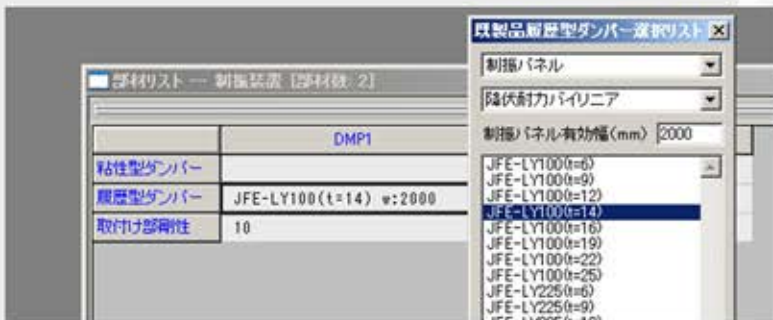 既製品履歴型ダンパー選択リスト
制振パネル
降伏耐力バイリニア
制振パネル有効幅(mm) 2000
JFE-LY100(t=6)
JFE-LY100(t=9)
JFE-LY100(t=12)
JFE-LY100(t=14)
JFE-LY100(t=16)
JFE-LY100(t=19)
JFE-LY100(t=22)
JFE-LY100(t=25)
JFE-LY225(t=6)
JFE-LY225(t=9)
部材リスト --- 制振装置 [部材数: 2]
DMP1
粘性型ダンパー
履歴型ダンパー JFE-LY100(t=14) w:2000
取付け部剛性 10